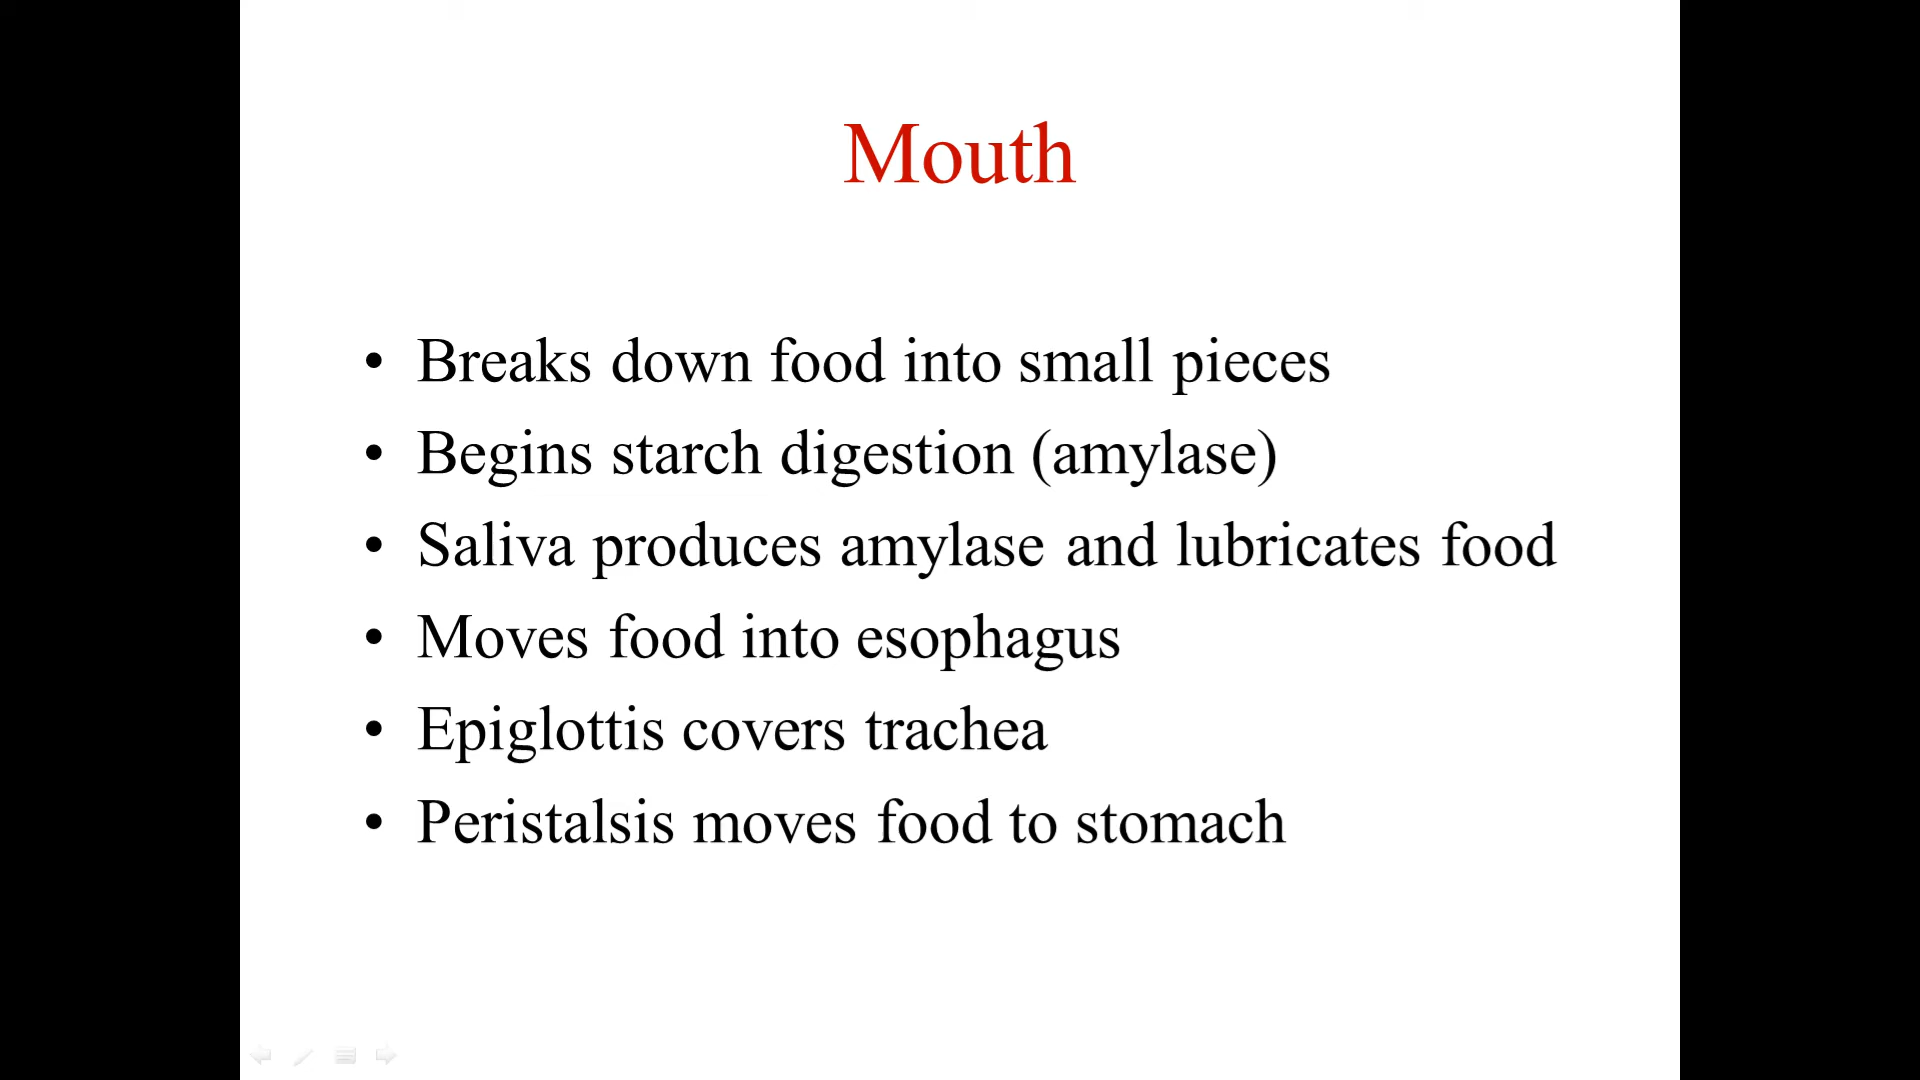 Mouth
• Breaks down food into small pieces
• Begins starch digestion (amylase)
• Saliva produces amylase and lubricates food
• Moves food into esophagus
• Epiglottis covers trachea
• Peristalsis moves food to stomach